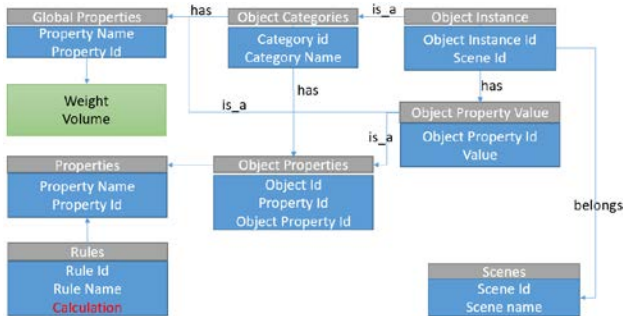 Global Properties
Property Name
Property Id
has
Object Categories
Category id
Category Name
is_a
Object Instance
Object Instance Id
Scene Id
Weight
Volume
has
has
is_a
Object Property Value
Object Property Id
Value
is_a
Properties
Property Name
Property Id
Object Properties
Object Id
Property Id
Object Property Id
belongs
Rules
Rule Id
Rule Name
Calculation
Scenes
Scene Id
Scene name